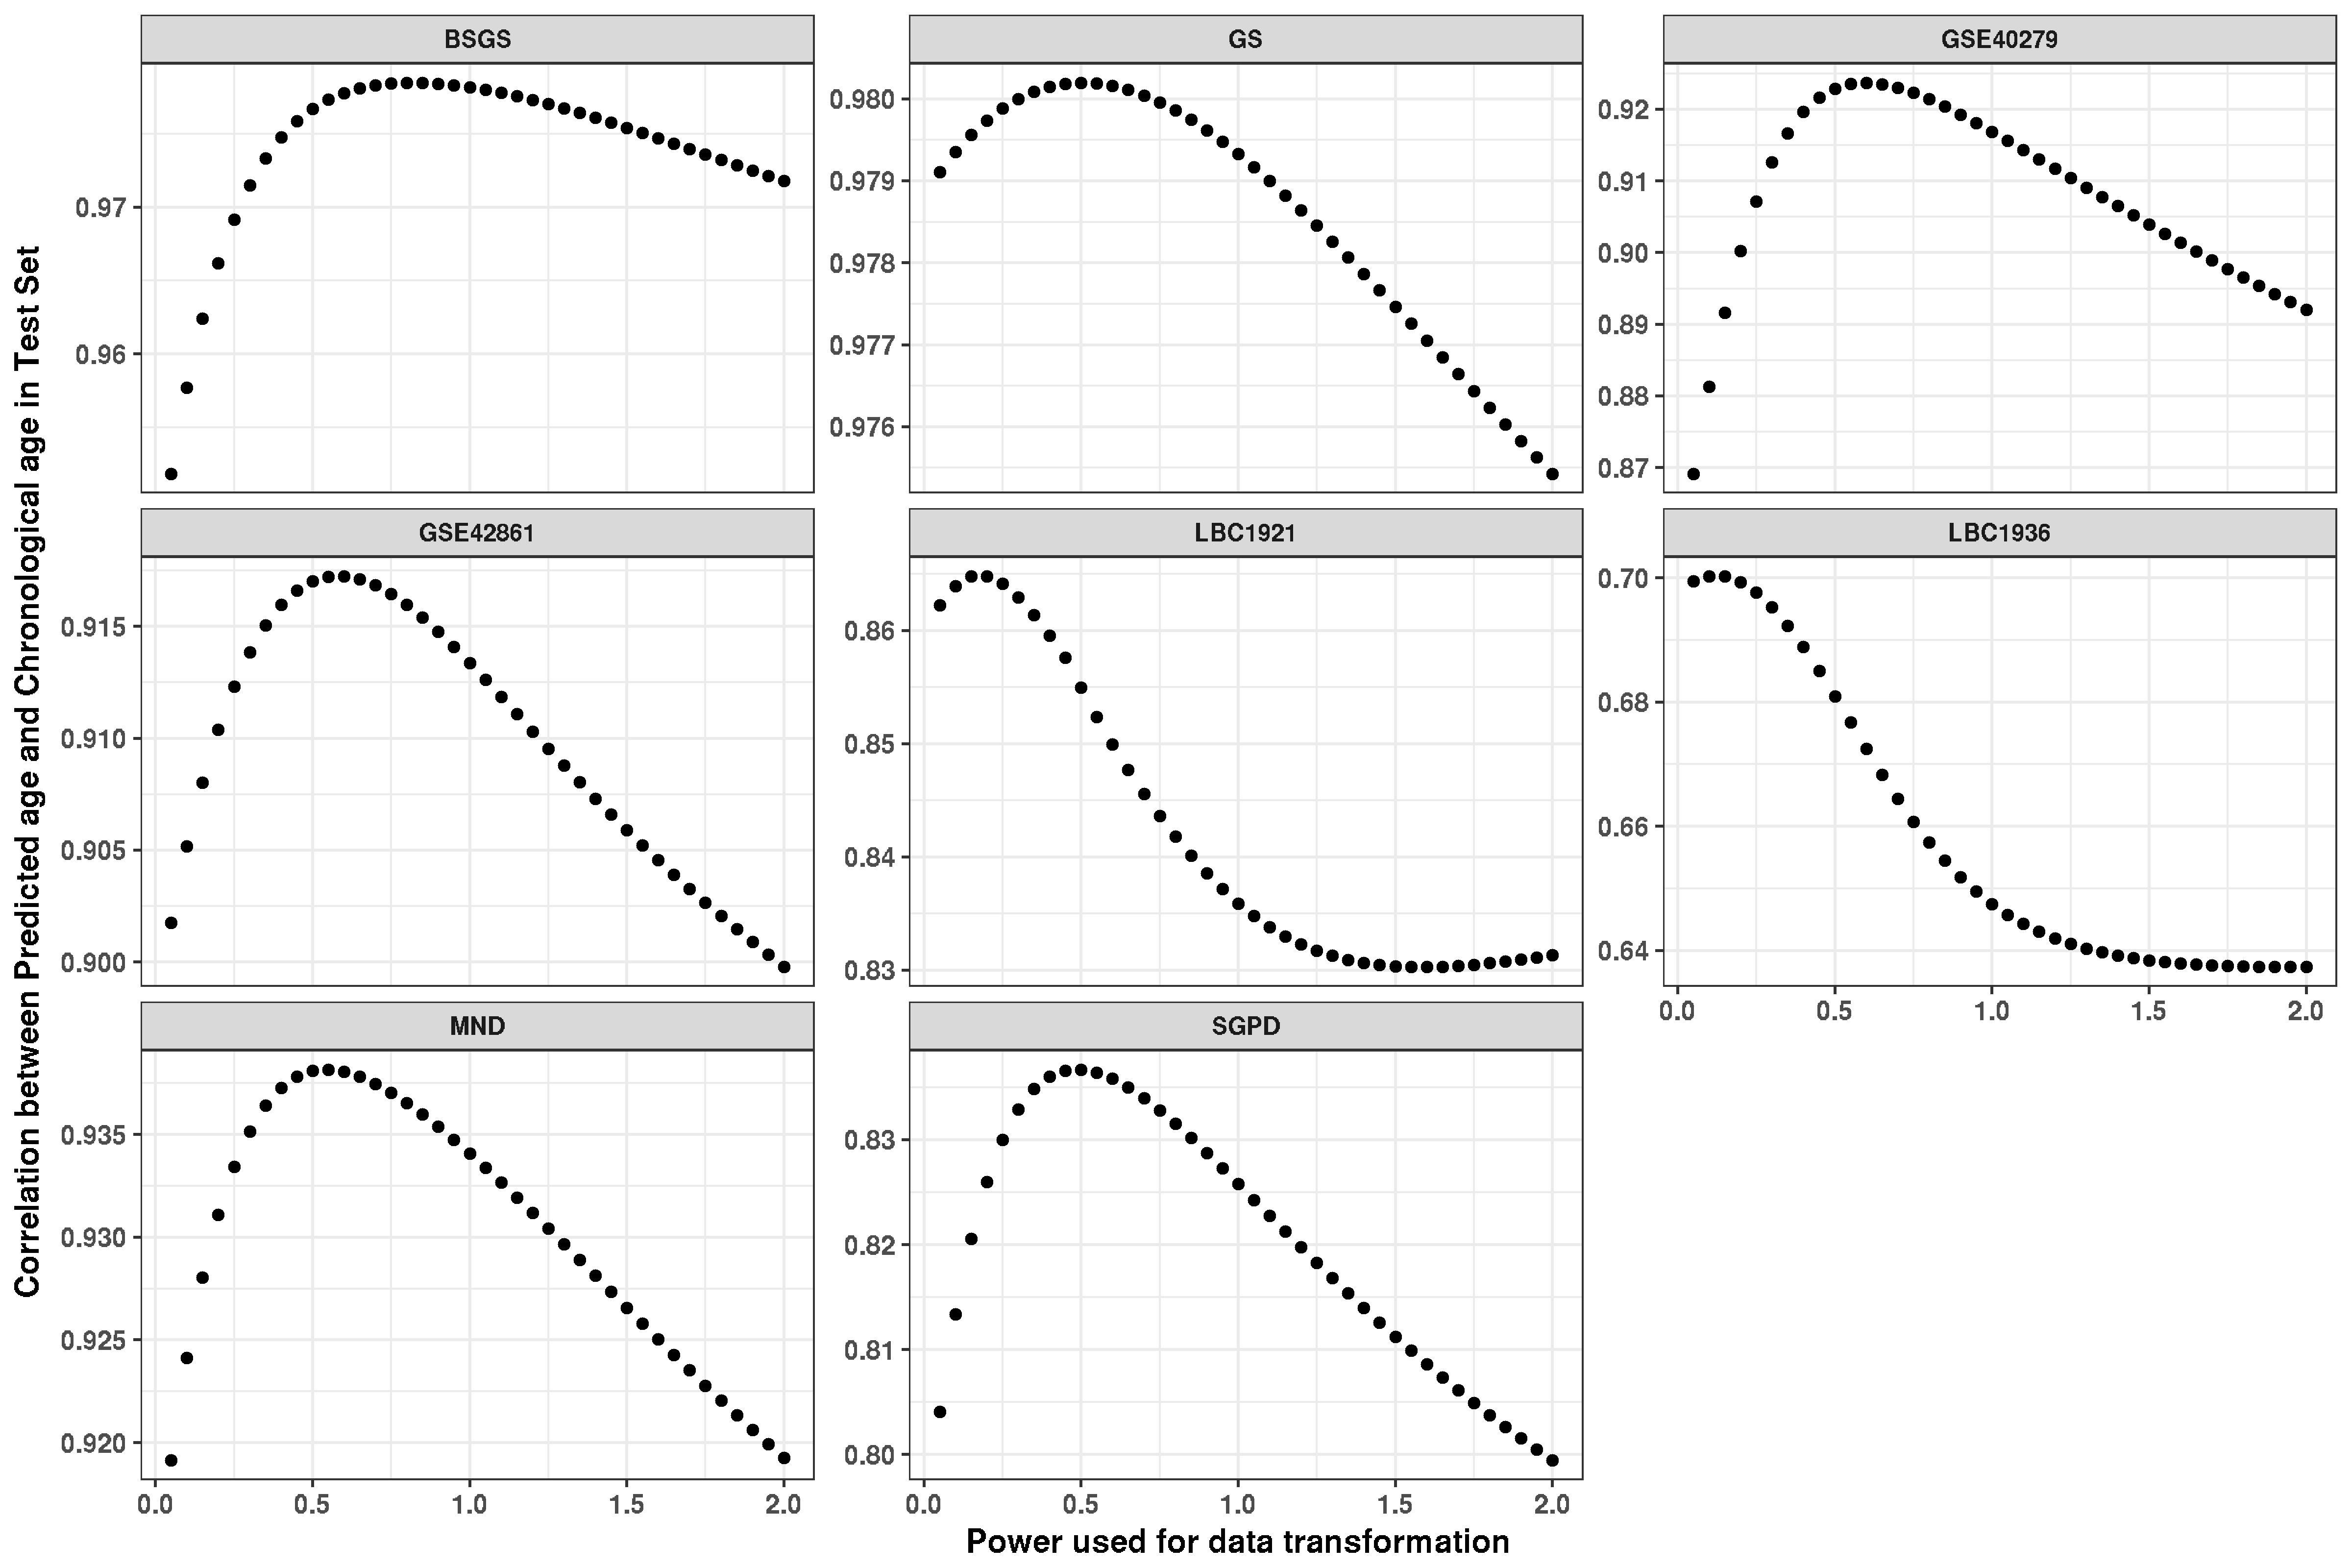 Correlation between Predicted age and Chronological age in Test Set
BSGS
0.97
0.96
GS
0.980
0.979
0.978
0.977
0.976
GSE40279
0.92
0.91
0.90
0.89
0.88
0.87
GSE42861
0.915
0.910
0.905
0.900
LBC1921
0.86
0.85
0.84
0.83
LBC1936
0.70
0.68
0.66
0.64
0.0 0.5 1.0 1.5 2.0
MND
0.935
0.930
0.925
0.920
0.0 0.5 1.0 1.5 2.0
SGPD
0.83
0.82
0.81
0.80
0.0 0.5 1.0 1.5 2.0
Power used for data transformation